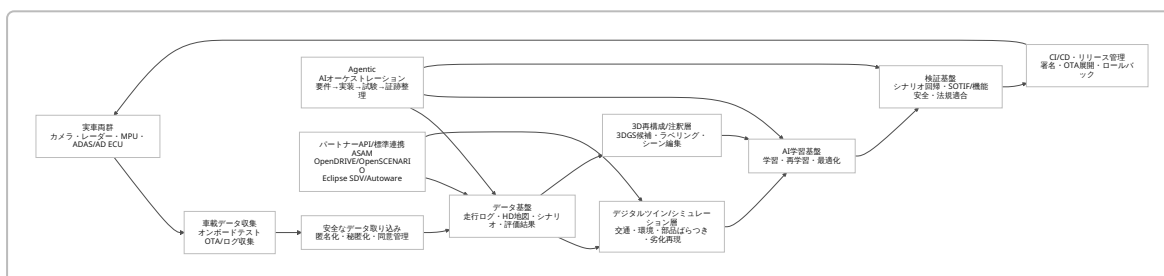 実車両群
カメラ・レーダー・MPU・
ADAS/AD ECU
車載データ収集
オンボードテスト
OTA/ログ収集
Agentic
AIオーケストレーション
要件→実装→試験→証跡整
理
パートナーAPI/標準連携
ASAM
OpenDRIVE/OpenSCENARI
O
Eclipse SDV/Autoware
安全なデータ取り込み
匿名化・秘匿化・同意管理
データ基盤
走行ログ・HD地図・シナリ
オ・評価結果
3D再構成/注釈層
3DGS候補・ラベリング・
シーン編集
デジタルツイン/シミュレー
ション層
交通・環境・部品ばらつき
・劣化再現
AI学習基盤
学習・再学習・最適化
検証基盤
シナリオ回帰・SOTIF/機能
安全・法規適合
CI/CD・リリース管理
署名・OTA展開・ロールバ
ック